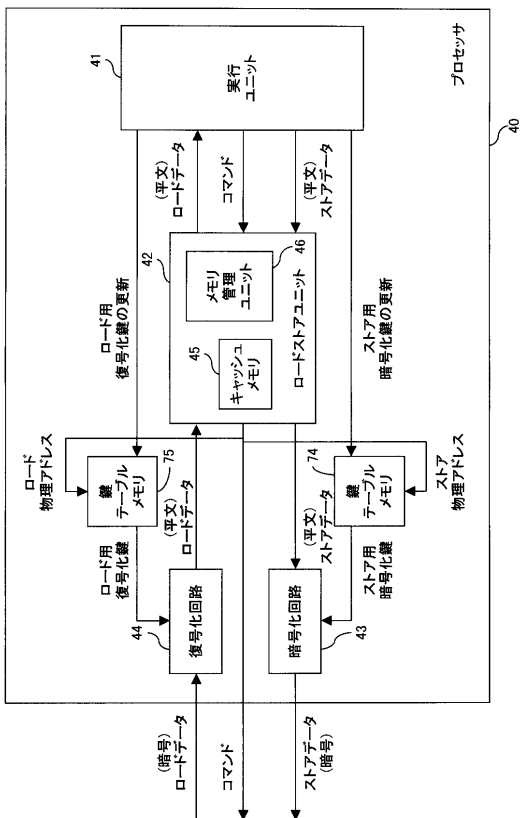 プロセッサ
40
41
実行
ユニット
(平文)
ロードデータ
コマンド
(平文)
ストアデータ
ロード用
復号化鍵の更新
ストア用
暗号化鍵の更新
42
メモリ
管理
ユニット
46
45
キャッシュ
メモリ
ロードストアユニット
ロード
物理アドレス
鍵
テーブル
メモリ
75
ロード用
復号化鍵
(平文)
ロードデータ
(平文)
ストアデータ
74
鍵
テーブル
メモリ
ストア
物理アドレス
ストア用
暗号化鍵
44
復号化回路
暗号化回路
43
(暗号)
ロードデータ
コマンド
ストアデータ
(暗号)